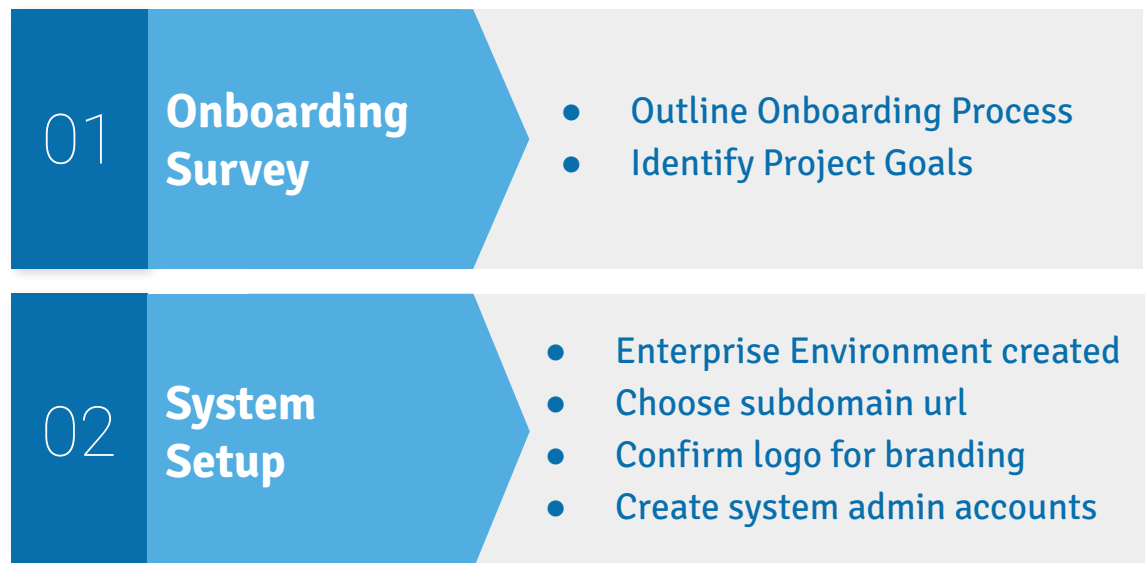 01
Onboarding
Survey
● Outline Onboarding Process
● Identify Project Goals
02
System
Setup
● Enterprise Environment created
● Choose subdomain url
● Confirm logo for branding
● Create system admin accounts